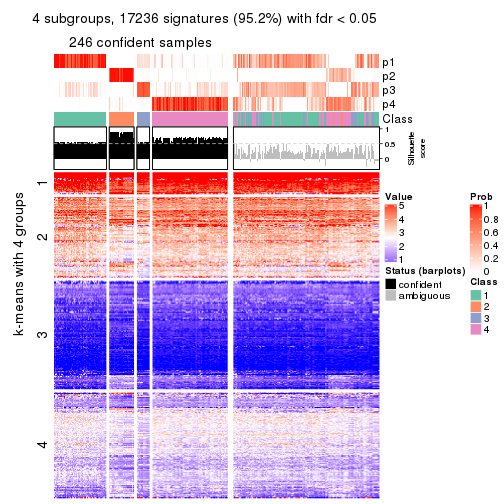 4 subgroups, 17236 signatures (95.2%) with fdr < 0.05
246 confident samples
p1
p2
p3
p4
Class
1
0.5
0
Silhouette
score
k-means with 4 groups
1
2
3
4
Value
5
4
3
2
1
Status (barplots)
confident
ambiguous
Prob
1
0.8
0.6
0.4
0.2
0
Class
1
2
3
4